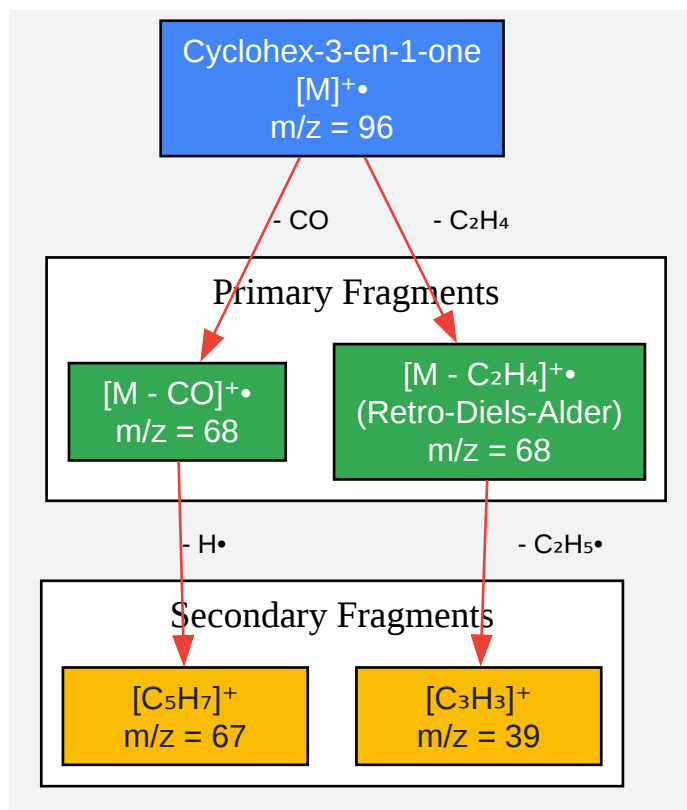 Cyclohex-3-en-1-one
[M]⁺•
m/z = 96
- CO
- C₂H₄
Primary Fragments
[M - CO]⁺•
m/z = 68
[M - C₂H₄]⁺•
(Retro-Diels-Alder)
m/z = 68
- H•
- C₂H₅•
Secondary Fragments
[C₅H₇]⁺
m/z = 67
[C₃H₃]⁺
m/z = 39